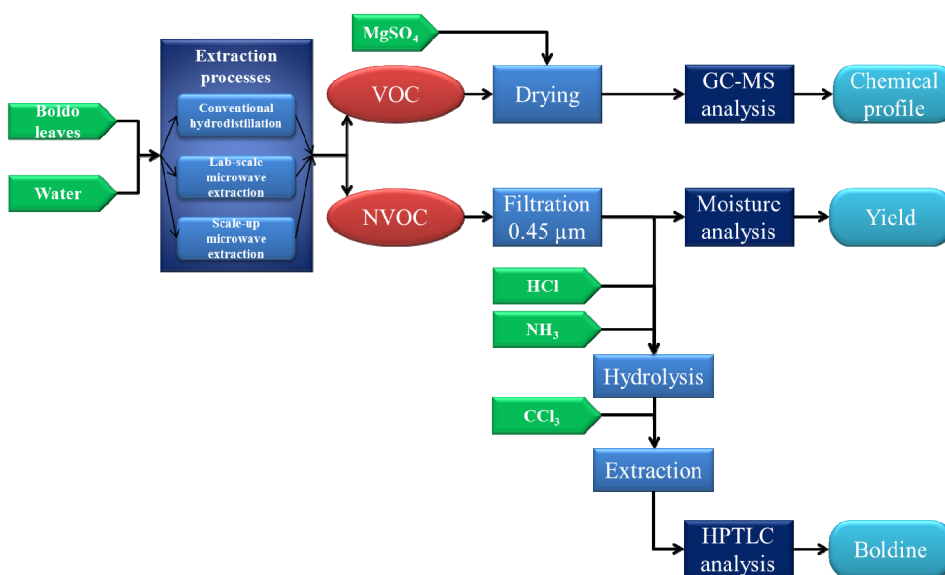 MgSO₄
Extraction
processes
VOC
Drying
GC-MS
analysis
Chemical
profile
Conventional
hydrodistillation
Boldo
leaves
Lab-scale
microwave
extraction
Water
Scale-up
microwave
extraction
NVOC
Filtration
0.45 µm
Moisture
analysis
Yield
HCl
NH₃
Hydrolysis
CCl₃
Extraction
HPTLC
analysis
Boldine